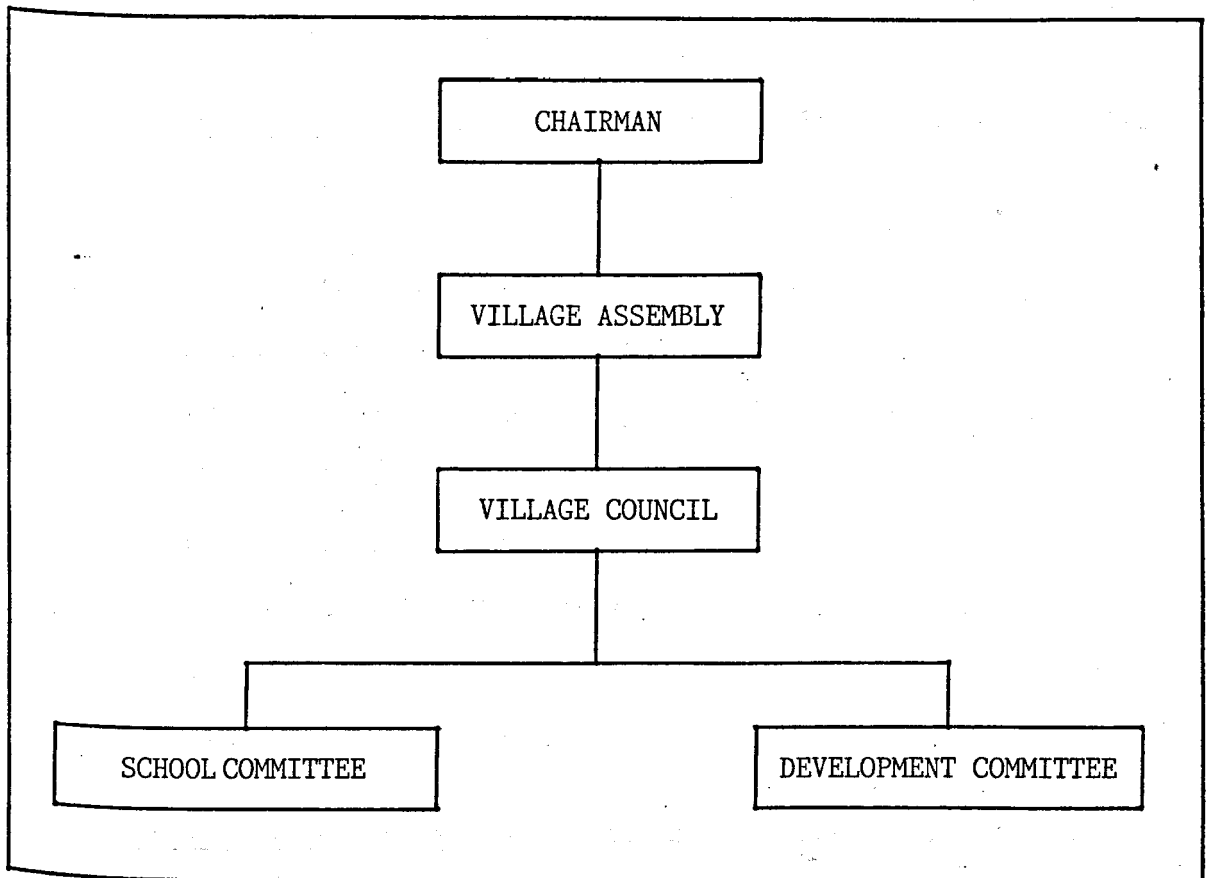 CHAIRMAN
VILLAGE ASSEMBLY
VILLAGE COUNCIL
SCHOOL COMMITTEE
DEVELOPMENT COMMITTEE